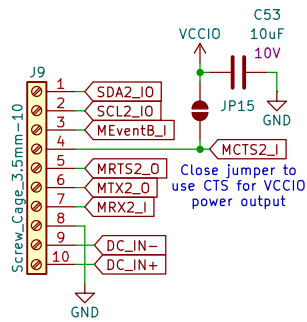 C53
VCCIO
10uF
10V
J9
JP15
GND
1
SDA2_IO
2
SCL2_IO
3
MEventB_I
4
MCTS2_I
5
MRTS2_O
6
MTX2_O
7
MRX2_I
8
9
DC_IN-
10
DC_IN+
Close jumper to
use CTS for VCCIO
power output
Screw_Cage_3.5mm-10
GND